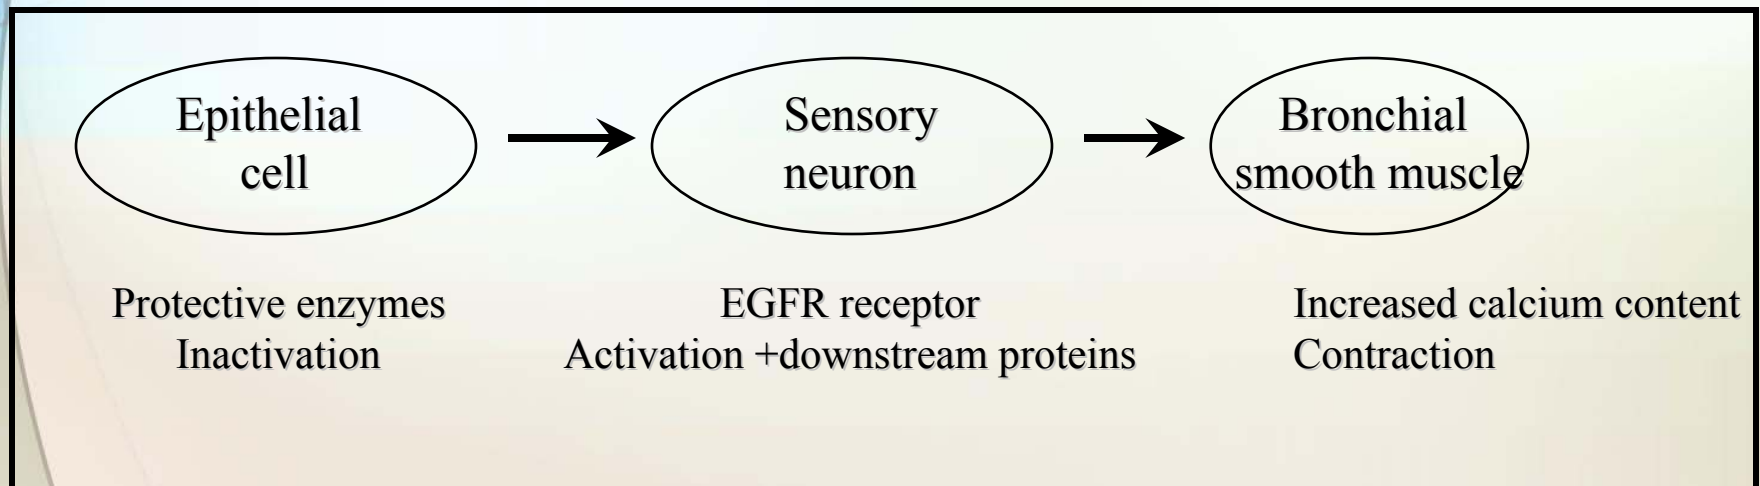 Epithelial
cell
Sensory
neuron
Bronchial
smooth muscle
Protective enzymes
Inactivation
EGFR receptor
Activation +downstream proteins
Increased calcium content
Contraction